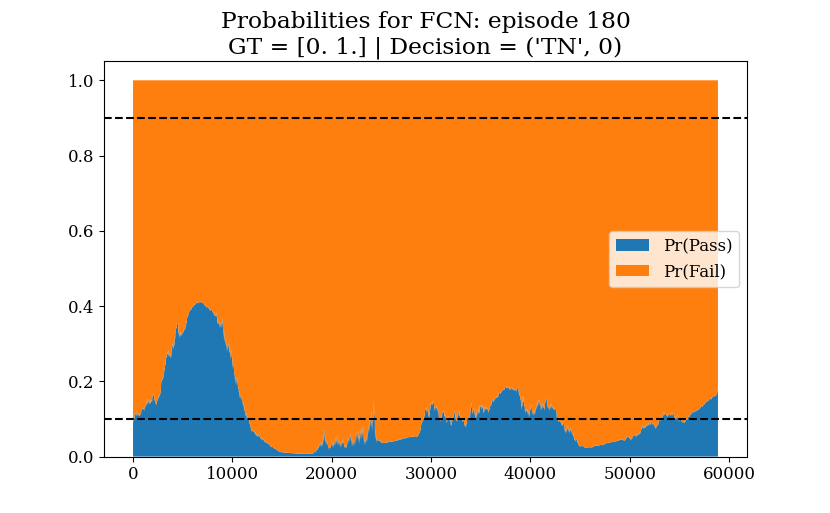 Probabilities for FCN: episode 180
GT = [0. 1.] | Decision = ('TN', 0)
1.0
0.8
0.6
0.4
0.2
0.0
Pr(Pass)
Pr(Fail)
0 10000 20000 30000 40000 50000 60000